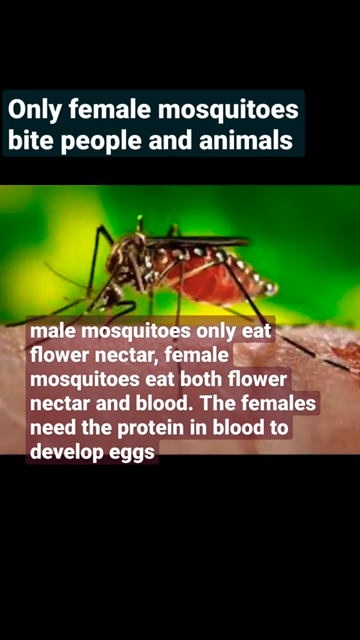 Only female mosquitoes
bite people and animals
male mosquitoes only eat
flower nectar, female
mosquitoes eat both flower
nectar and blood. The females
need the protein in blood to
develop eggs